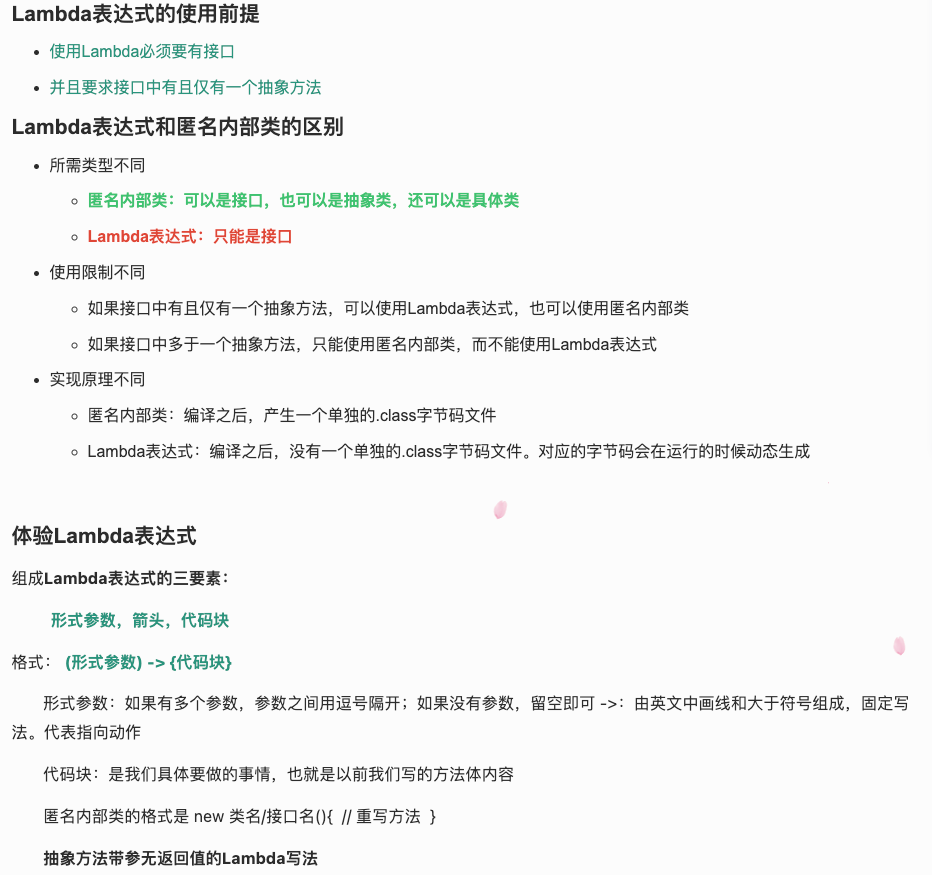 Lambda表达式的使用前提
使用Lambda必须要有接口
并且要求接口中有且仅有一个抽象方法
Lambda表达式和匿名内部类的区别
所需类型不同
匿名内部类：可以是接口，也可以是抽象类，还可以是具体类
Lambda表达式：只能是接口
使用限制不同
如果接口中有且仅有一个抽象方法，可以使用Lambda表达式，也可以使用匿名内部类
如果接口中多于一个抽象方法，只能使用匿名内部类，而不能使用Lambda表达式
实现原理不同
匿名内部类：编译之后，产生一个单独的.class字节码文件
Lambda表达式：编译之后，没有一个单独的.class字节码文件。对应的字节码会在运行的时候动态生成
体验Lambda表达式
组成Lambda表达式的三要素：
形式参数，箭头，代码块
格式： (形式参数) -> {代码块}
形式参数：如果有多个参数，参数之间用逗号隔开；如果没有参数，留空即可 ->：由英文中画线和大于符号组成，固定写
法。代表指向动作
代码块：是我们具体要做的事情，也就是以前我们写的方法体内容
匿名内部类的格式是 new 类名/接口名(){ // 重写方法 }
抽象方法带参无返回值的Lambda写法